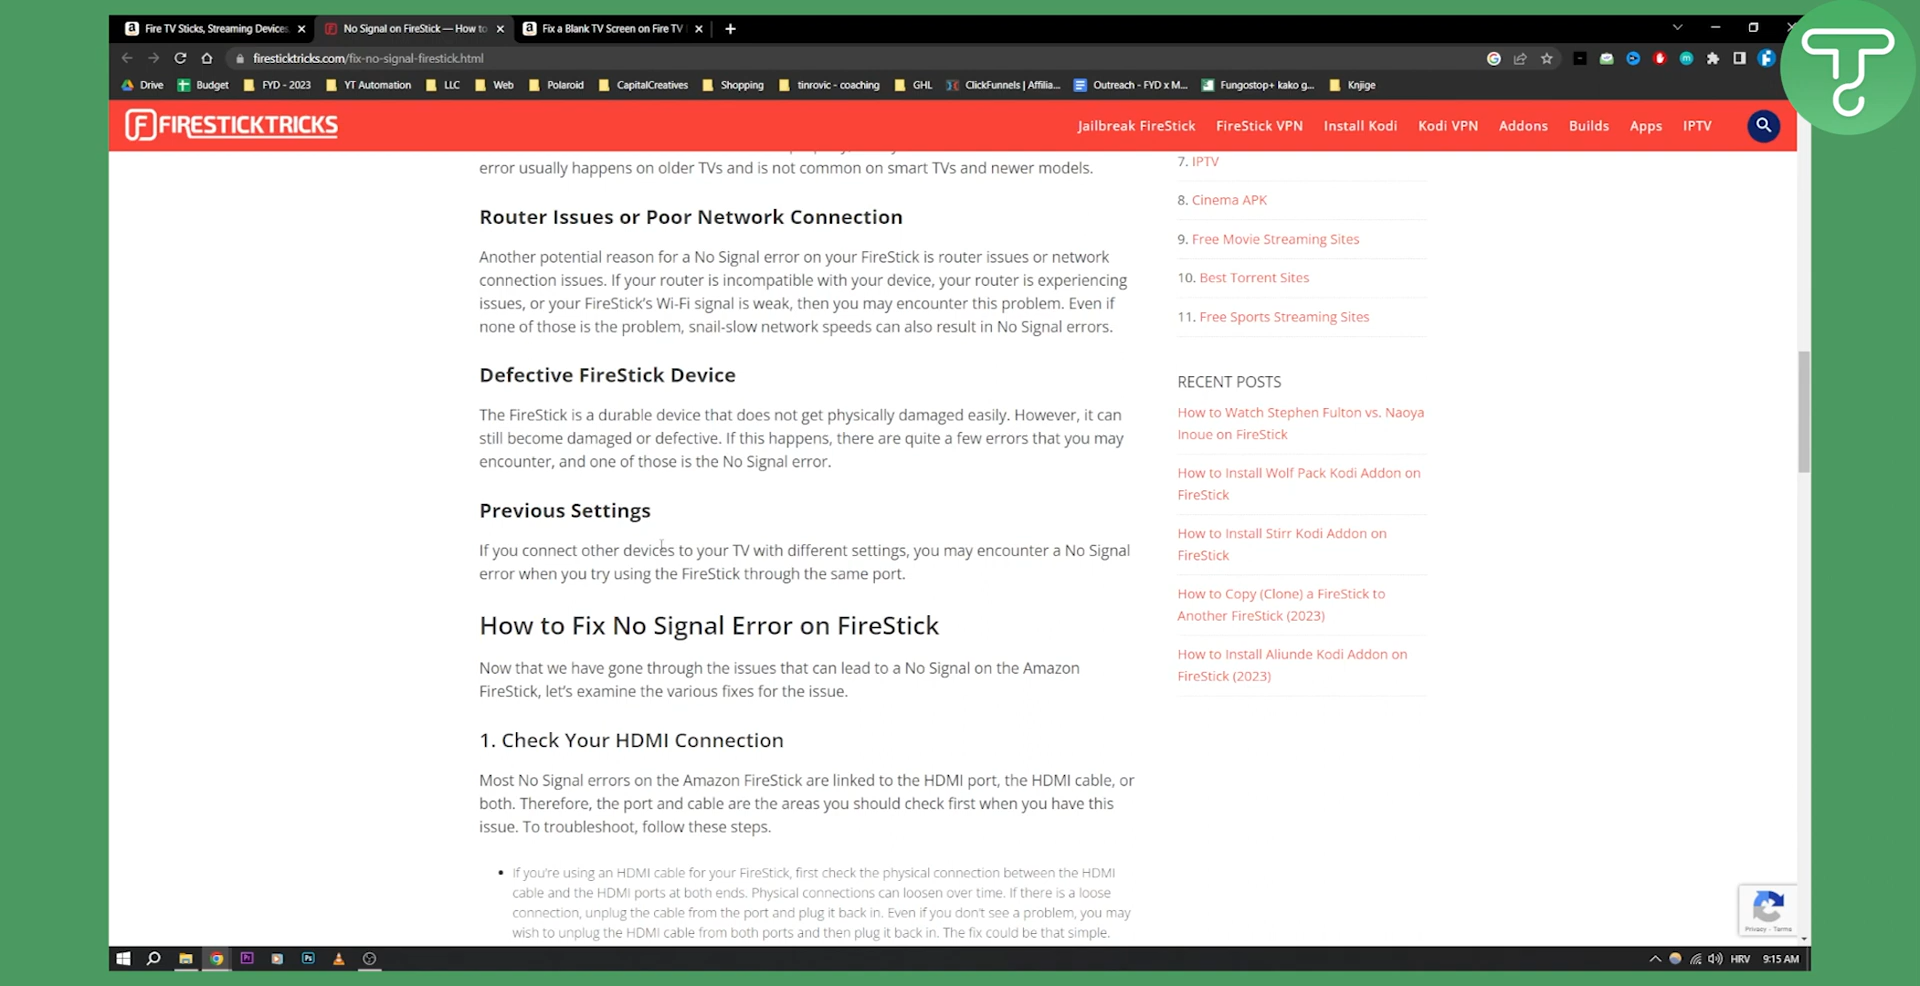 Fire TV Sticks, Streaming Devices
No Signal on FireStick — How to
Fix a Blank TV Screen on Fire TV
firesticktricks.com/fix-no-signal-firestick.html
Drive
Budget
FYD - 2023
YT Automation
LLC
Web
Polaroid
CapitalCreatives
Shopping
tinrovic - coaching
GHL
ClickFunnels | Affilia...
Outreach - FYD x M...
Fungostop+ kako g...
Knjige
FIRESTICKTRICKS
Jailbreak FireStick
FireStick VPN
Install Kodi
Kodi VPN
Addons
Builds
Apps
IPTV
error usually happens on older TVs and is not common on smart TVs and newer models.
Router Issues or Poor Network Connection
Another potential reason for a No Signal error on your FireStick is router issues or network
connection issues. If your router is incompatible with your device, your router is experiencing
issues, or your FireStick's Wi-Fi signal is weak, then you may encounter this problem. Even if
none of those is the problem, snail-slow network speeds can also result in No Signal errors.
Defective FireStick Device
The FireStick is a durable device that does not get physically damaged easily. However, it can
still become damaged or defective. If this happens, there are quite a few errors that you may
encounter, and one of those is the No Signal error.
Previous Settings
If you connect other devices to your TV with different settings, you may encounter a No Signal
error when you try using the FireStick through the same port.
How to Fix No Signal Error on FireStick
Now that we have gone through the issues that can lead to a No Signal on the Amazon
FireStick, let's examine the various fixes for the issue.
1. Check Your HDMI Connection
Most No Signal errors on the Amazon FireStick are linked to the HDMI port, the HDMI cable, or
both. Therefore, the port and cable are the areas you should check first when you have this
issue. To troubleshoot, follow these steps.
• If you're using an HDMI cable for your FireStick, first check the physical connection between the HDMI
cable and the HDMI ports at both ends. Physical connections can loosen over time. If there is a loose
connection, unplug the cable from the port and plug it back in. Even if you don't see a problem, you may
wish to unplug the HDMI cable from both ports and then plug it back in. The fix could be that simple.
7. IPTV
8. Cinema APK
9. Free Movie Streaming Sites
10. Best Torrent Sites
11. Free Sports Streaming Sites
RECENT POSTS
How to Watch Stephen Fulton vs. Naoya
Inoue on FireStick
How to Install Wolf Pack Kodi Addon on
FireStick
How to Install Stirr Kodi Addon on
FireStick
How to Copy (Clone) a FireStick to
Another FireStick (2023)
How to Install Aliunde Kodi Addon on
FireStick (2023)
Privacy - Terms
HRV
9:15 AM